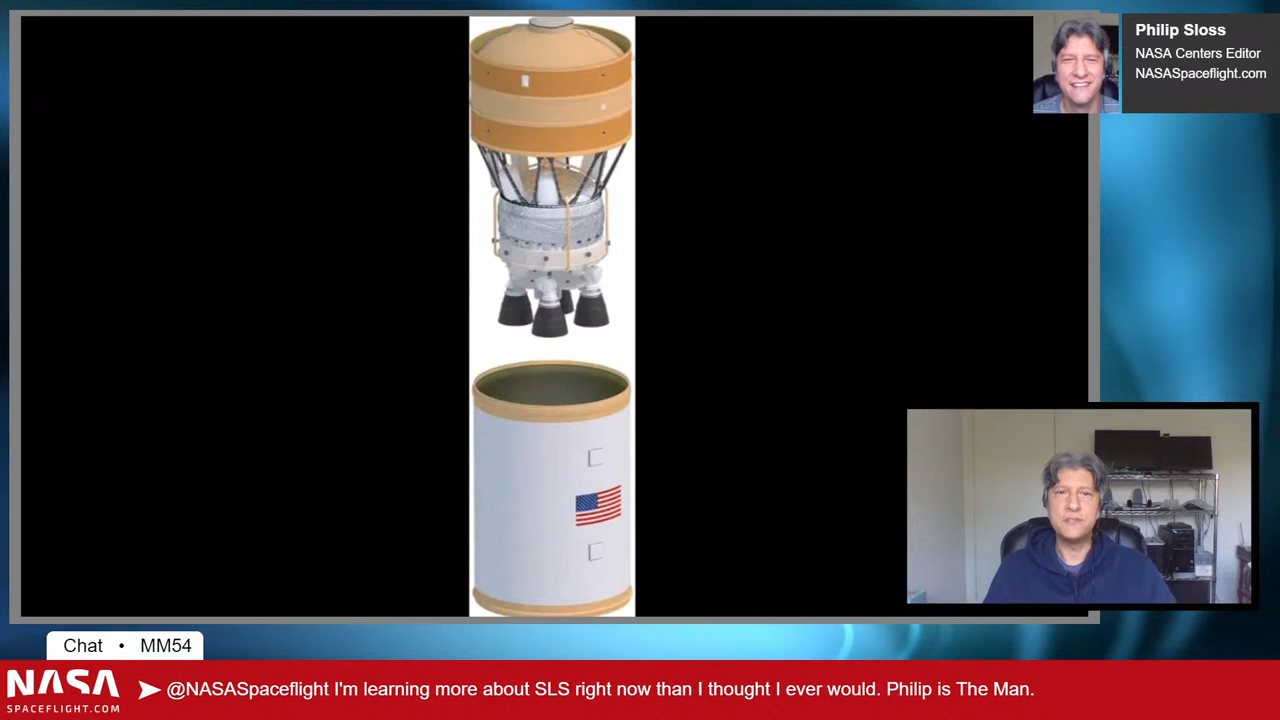 Philip Sloss
NASA Centers Editor
NASASpaceflight.com
Chat • MM54
NASA
SPACEFLIGHT.COM
@NASASpaceflight I'm learning more about SLS right now than I thought I ever would. Philip is The Man.